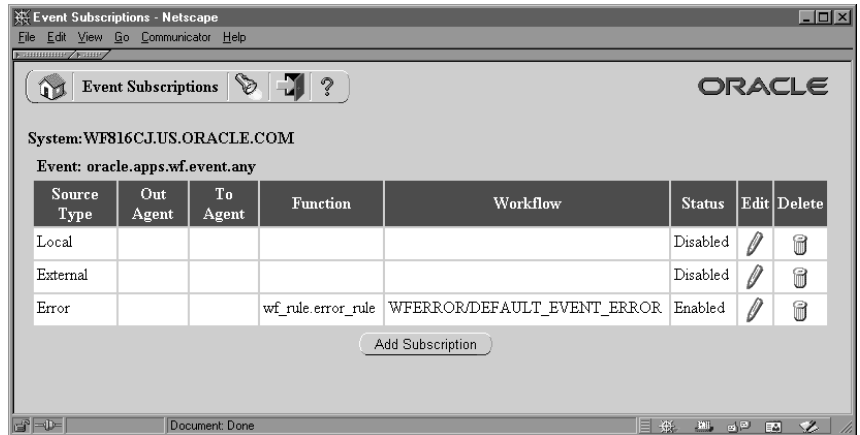 Event Subscriptions - Netscape
File Edit View Go Communicator Help
Event Subscriptions ?
ORACLE
System:WF816CJ.US.ORACLE.COM
Event: oracle.apps.wf.event.any
Source Type Out Agent To Agent Function Workflow Status Edit Delete
Local Disabled
External Disabled
Error wf_rule.error_rule WFERROR/DEFAULT_EVENT_ERROR Enabled
Add Subscription
Document: Done